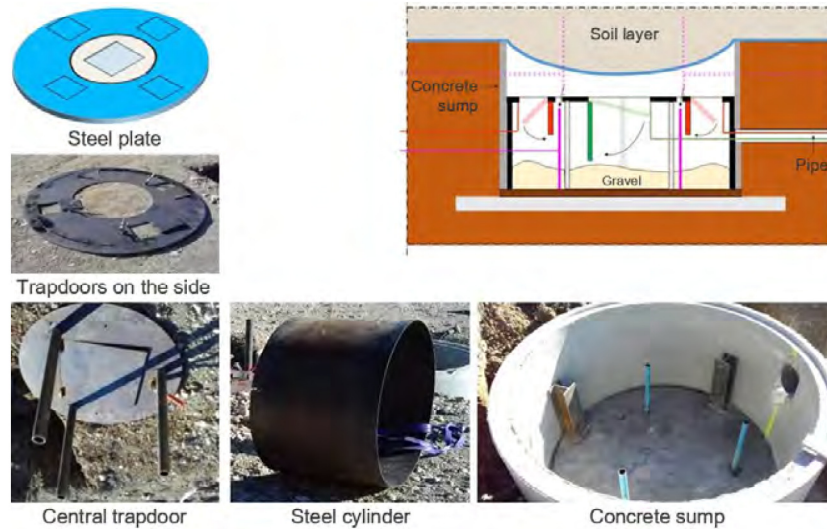 Steel plate
Trapdoors on the side
Soil layer
Concrete
sump
Gravel
Pipe
Central trapdoor
Steel cylinder
Concrete sump